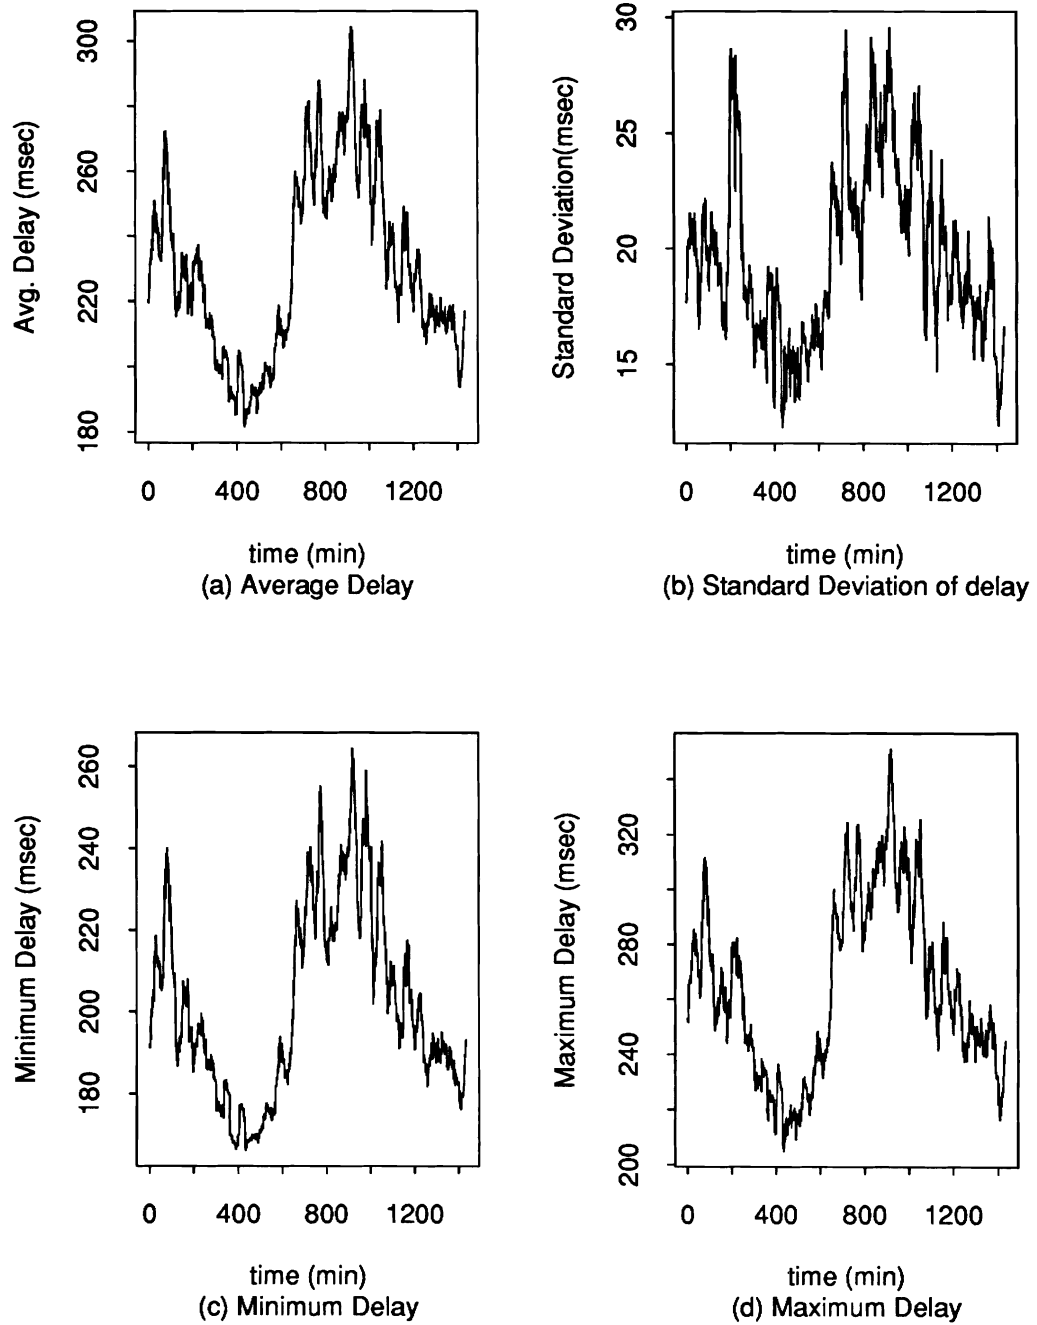 300
260
220
180
Avg. Delay (msec)
0 400 800 1200
time (min)
(a) Average Delay
30
25
20
15
Standard Deviation(msec)
0 400 800 1200
time (min)
(b) Standard Deviation of delay
260
240
220
200
180
Minimum Delay (msec)
0 400 800 1200
time (min)
(c) Minimum Delay
320
280
240
200
Maximum Delay (msec)
0 400 800 1200
time (min)
(d) Maximum Delay